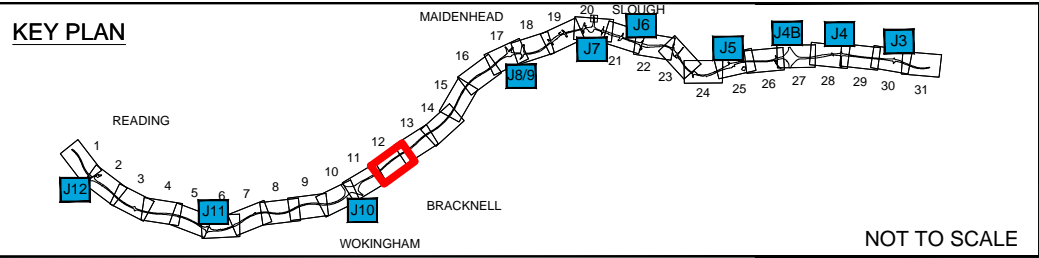 KEY PLAN
MAIDENHEAD
SLOUGH
READING
BRACKNELL
WOKINGHAM
NOT TO SCALE
J12
J11
J10
J8/9
J7
J6
J5
J4B
J4
J3
1
2
3
4
5
6
7
8
9
10
11
12
13
14
15
16
17
18
19
20
21
22
23
24
25
26
27
28
29
30
31